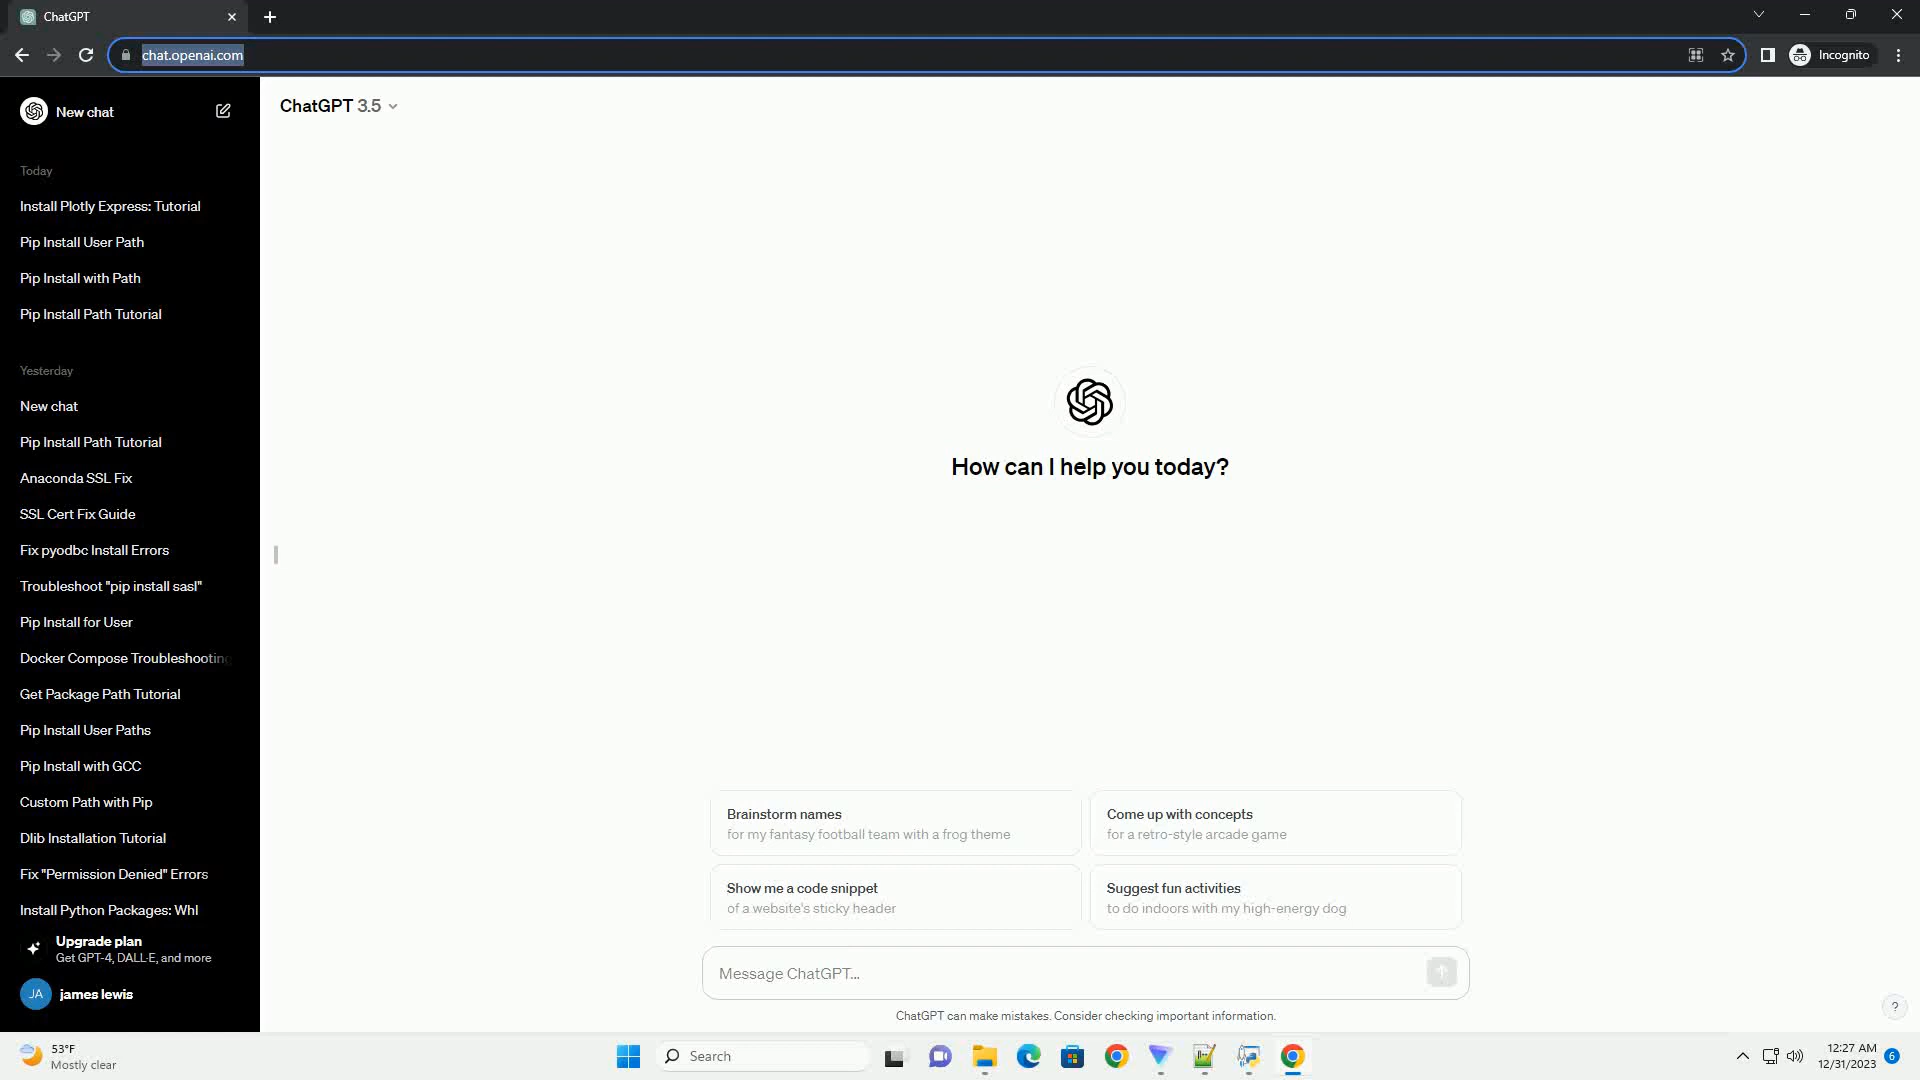 ChatGPT
chat.openai.com
Incognito
New chat
Today
Install Plotly Express: Tutorial
Pip Install User Path
Pip Install with Path
Pip Install Path Tutorial
Yesterday
New chat
Pip Install Path Tutorial
Anaconda SSL Fix
SSL Cert Fix Guide
Fix pyodbc Install Errors
Troubleshoot "pip install sasl"
Pip Install for User
Docker Compose Troubleshooting
Get Package Path Tutorial
Pip Install User Paths
Pip Install with GCC
Custom Path with Pip
Dlib Installation Tutorial
Fix "Permission Denied" Errors
Install Python Packages: Whl
Upgrade plan
Get GPT-4, DALL·E, and more
JA james lewis
ChatGPT 3.5
How can I help you today?
Brainstorm names
for my fantasy football team with a frog theme
Come up with concepts
for a retro-style arcade game
Show me a code snippet
of a website's sticky header
Suggest fun activities
to do indoors with my high-energy dog
Message ChatGPT...
ChatGPT can make mistakes. Consider checking important information.
?
53°F
Mostly clear
Search
12:27 AM
12/31/2023
6